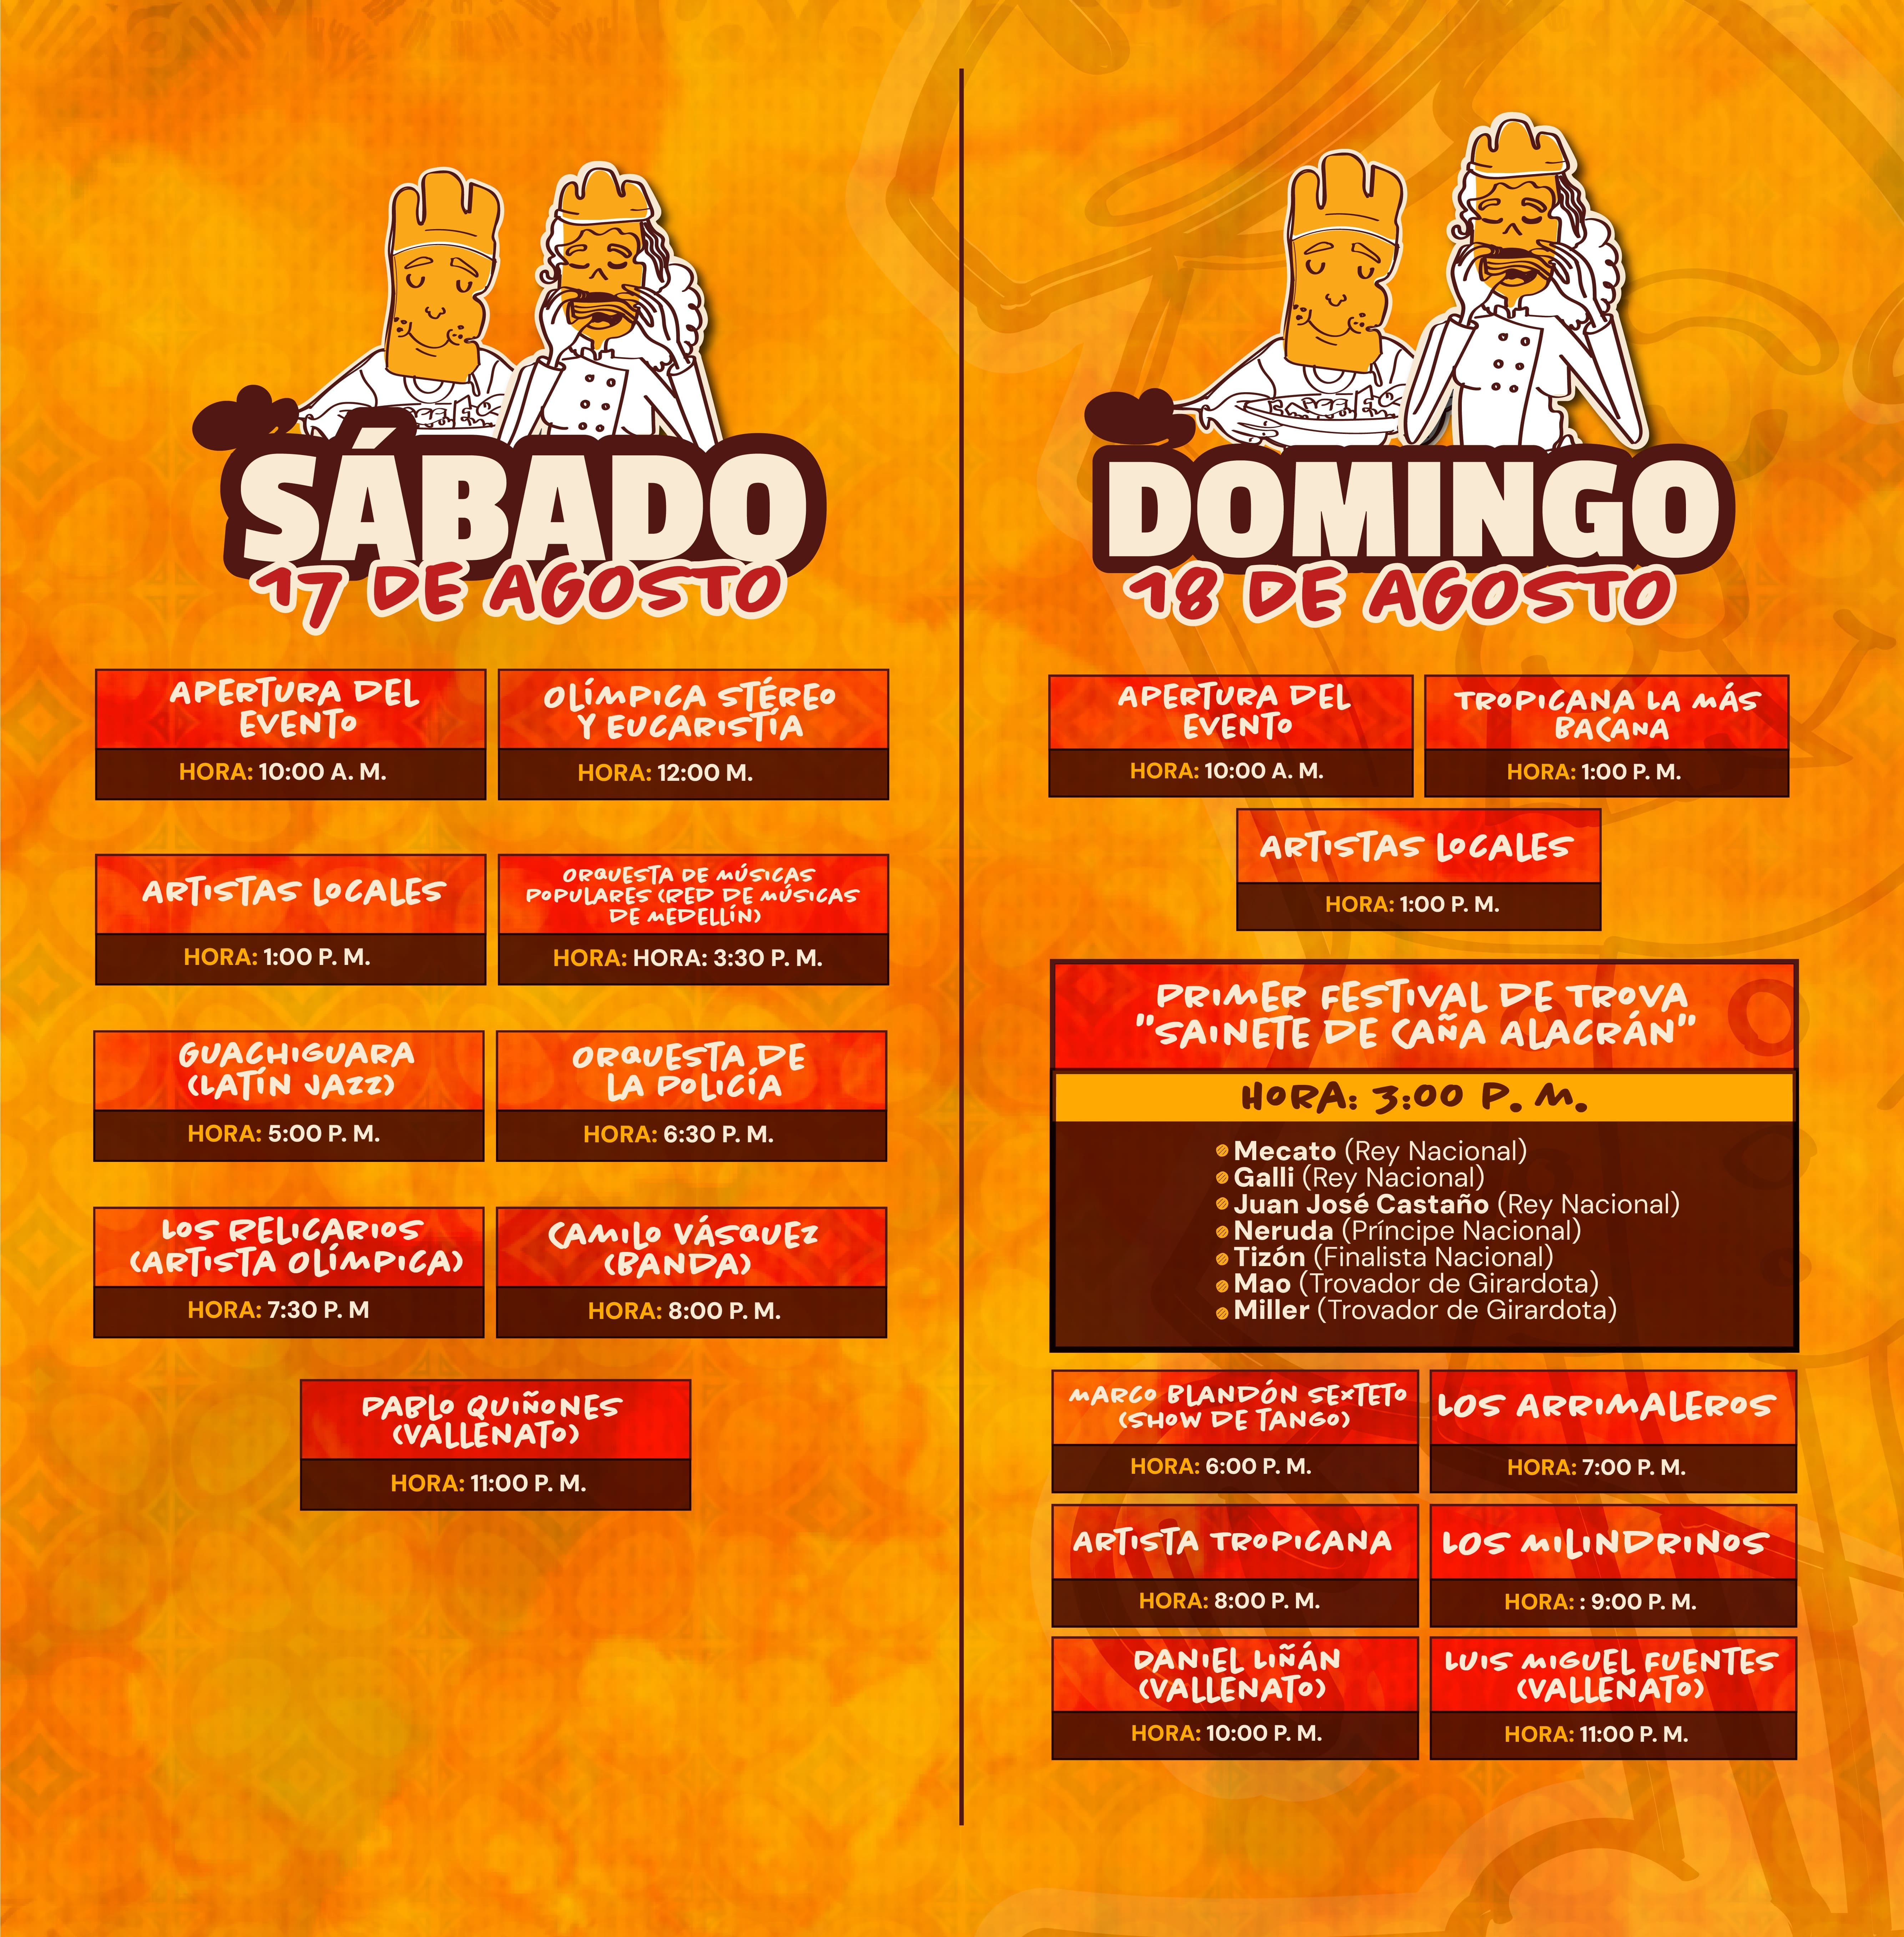 SÁBADO
17 DE AGOSTO
APERTURA DEL
EVENTO
HORA: 10:00 A. M.
OLÍMPICA STÉREO
Y EUCARISTÍA
HORA: 12:00 M.
ARTISTAS LOCALES
HORA: 1:00 P. M.
ORQUESTA DE MÚSICAS
POPULARES (RED DE MÚSICAS
DE MEDELLÍN)
HORA: HORA: 3:30 P. M.
GUACHIGUARA
(LATÍN JAZZ)
HORA: 5:00 P. M.
ORQUESTA DE
LA POLICÍA
HORA: 6:30 P. M.
LOS RELICARIOS
(ARTISTA OLÍMPICA)
HORA: 7:30 P. M
CAMILO VÁSQUEZ
(BANDA)
HORA: 8:00 P. M.
PABLO QUIÑONES
(VALLENATO)
HORA: 11:00 P. M.
DOMINGO
18 DE AGOSTO
APERTURA DEL
EVENTO
HORA: 10:00 A. M.
TROPICANA LA MÁS
BACANA
HORA: 1:00 P. M.
ARTISTAS LOCALES
HORA: 1:00 P. M.
PRIMER FESTIVAL DE TROVA
"SAINETE DE CAÑA ALACRÁN"
HORA: 3:00 P. M.
Mecato (Rey Nacional)
Galli (Rey Nacional)
Juan José Castaño (Rey Nacional)
Neruda (Príncipe Nacional)
Tizón (Finalista Nacional)
Mao (Trovador de Girardota)
Miller (Trovador de Girardota)
MARCO BLANDÓN SEXTETO
(SHOW DE TANGO)
HORA: 6:00 P. M.
LOS ARRIMALEROS
HORA: 7:00 P. M.
ARTISTA TROPICANA
HORA: 8:00 P. M.
LOS MILINDRINOS
HORA: : 9:00 P. M.
DANIEL LIÑÁN
(VALLENATO)
HORA: 10:00 P. M.
LUIS MIGUEL FUENTES
(VALLENATO)
HORA: 11:00 P. M.